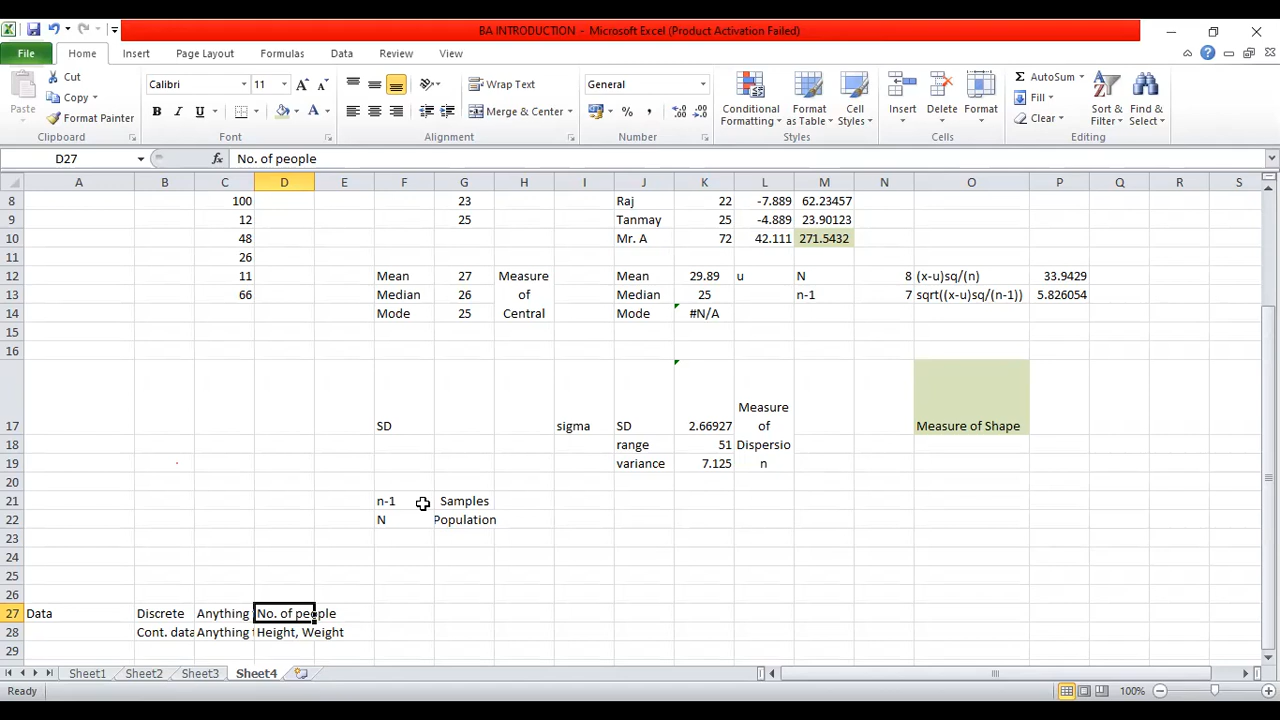 BA INTRODUCTION - Microsoft Excel (Product Activation Failed)
File Home Insert Page Layout Formulas Data Review View
Cut
Copy
Format Painter
Paste
Clipboard
Calibri 11
B I U
Font
Wrap Text
Merge & Center
Alignment
General
%
Number
Conditional Formatting
Format as Table
Cell Styles
Styles
Insert Delete Format
Cells
AutoSum
Fill
Clear
Sort & Filter
Find & Select
Editing
D27 fx No. of people
A B C D E F G H I J K L M N O P Q R S
8 100 23 Raj 22 -7.889 62.23457
9 12 25 Tanmay 25 -4.889 23.90123
10 48 Mr. A 72 42.111 271.5432
11 26
12 11 Mean 27 Measure Mean 29.89 u N 8 (x-u)sq/(n) 33.9429
13 66 Median 26 of Median 25 n-1 7 sqrt((x-u)sq/(n-1)) 5.826054
14 Mode 25 Central Mode #N/A
15
16
17 SD sigma SD 2.66927 Measure of Measure of Shape
18 range 51 Dispersio
19 variance 7.125 n
20
21 n-1 Samples
22 N Population
23
24
25
26
27 Data Discrete Anything No. of people
28 Cont. data Anything Height, Weight
29
Sheet1 Sheet2 Sheet3 Sheet4
Ready 100%